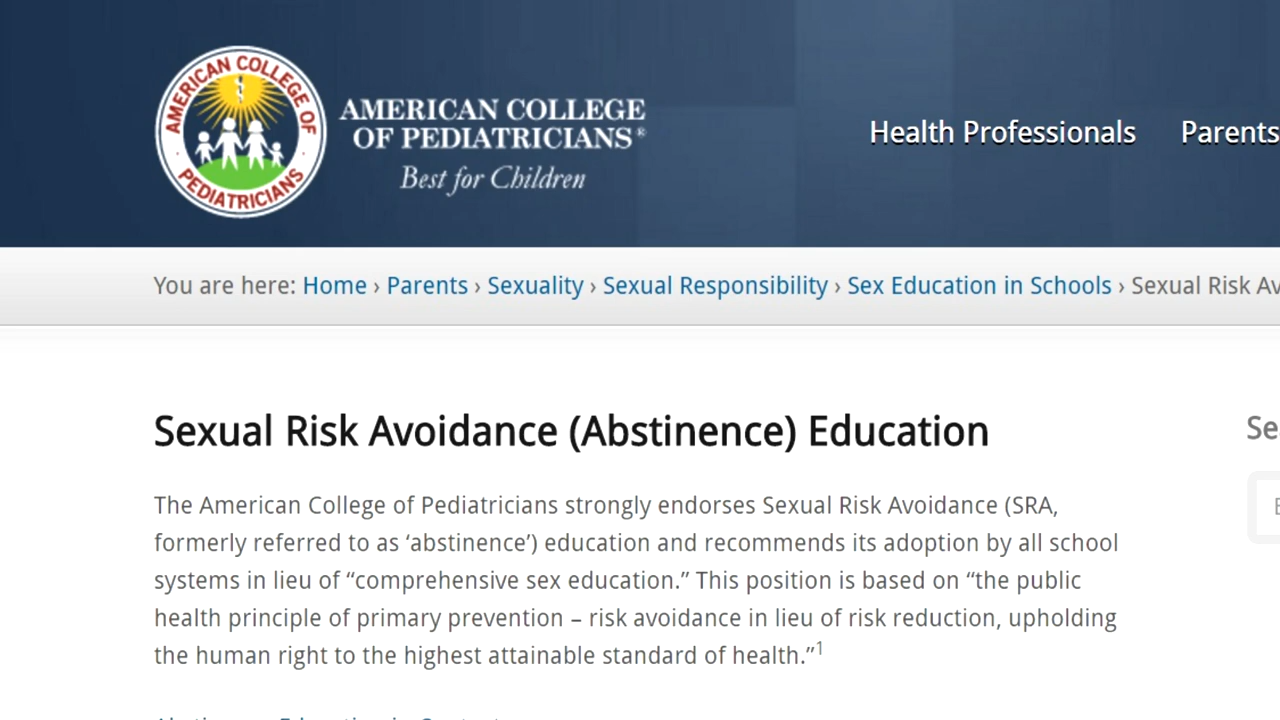 AMERICAN COLLEGE OF
PEDIATRICIANS
AMERICAN COLLEGE
OF PEDIATRICIANS®
Best for Children
Health Professionals Parents
You are here: Home › Parents › Sexuality › Sexual Responsibility › Sex Education in Schools › Sexual Risk Av
Sexual Risk Avoidance (Abstinence) Education
Se
The American College of Pediatricians strongly endorses Sexual Risk Avoidance (SRA,
formerly referred to as ‘abstinence’) education and recommends its adoption by all school
systems in lieu of “comprehensive sex education.” This position is based on “the public
health principle of primary prevention – risk avoidance in lieu of risk reduction, upholding
the human right to the highest attainable standard of health.”1